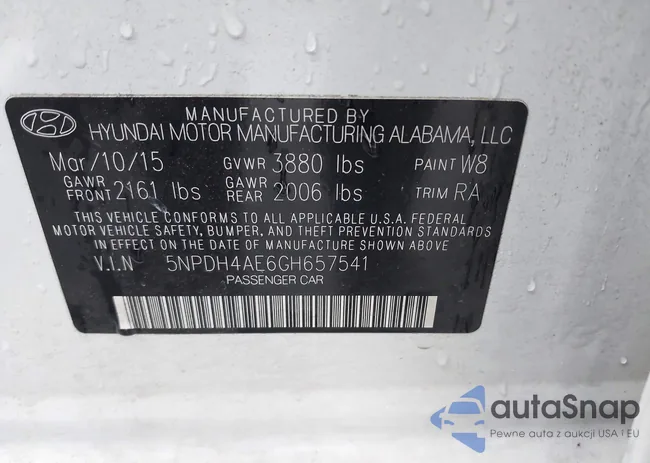 MANUFACTURED BY
HYUNDAI MOTOR MANUFACTURING ALABAMA, LLC
Mar/10/15 GVWR 3880 lbs PAINT W8
GAWR FRONT 2161 lbs GAWR REAR 2006 lbs TRIM RA
THIS VEHICLE CONFORMS TO ALL APPLICABLE U.S.A. FEDERAL
MOTOR VEHICLE SAFETY, BUMPER, AND THEFT PREVENTION STANDARDS
IN EFFECT ON THE DATE OF MANUFACTURE SHOWN ABOVE.
V.I.N 5NPDH4AE6GH657541
PASSENGER CAR
autaSnap
Pewne auta z aukcji USA i EU